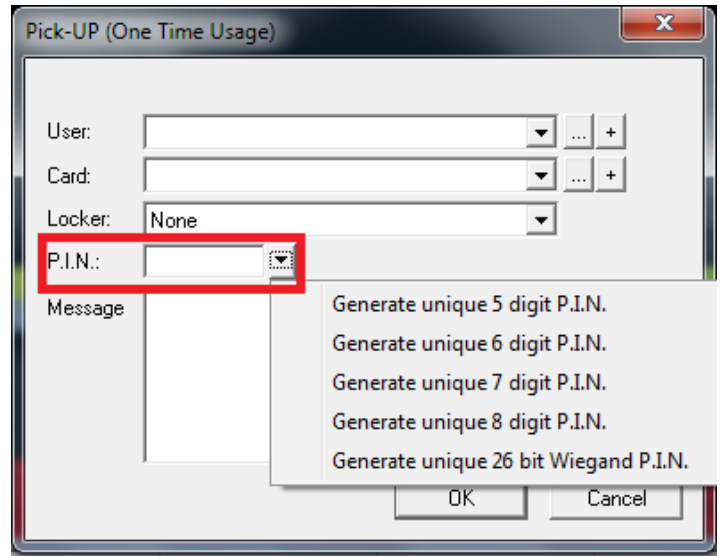 Pick-UP (One Time Usage)
User:
... +
Card:
... +
Locker: None
P.I.N.:
Message
Generate unique 5 digit P.I.N.
Generate unique 6 digit P.I.N.
Generate unique 7 digit P.I.N.
Generate unique 8 digit P.I.N.
Generate unique 26 bit Wiegand P.I.N.
OK Cancel